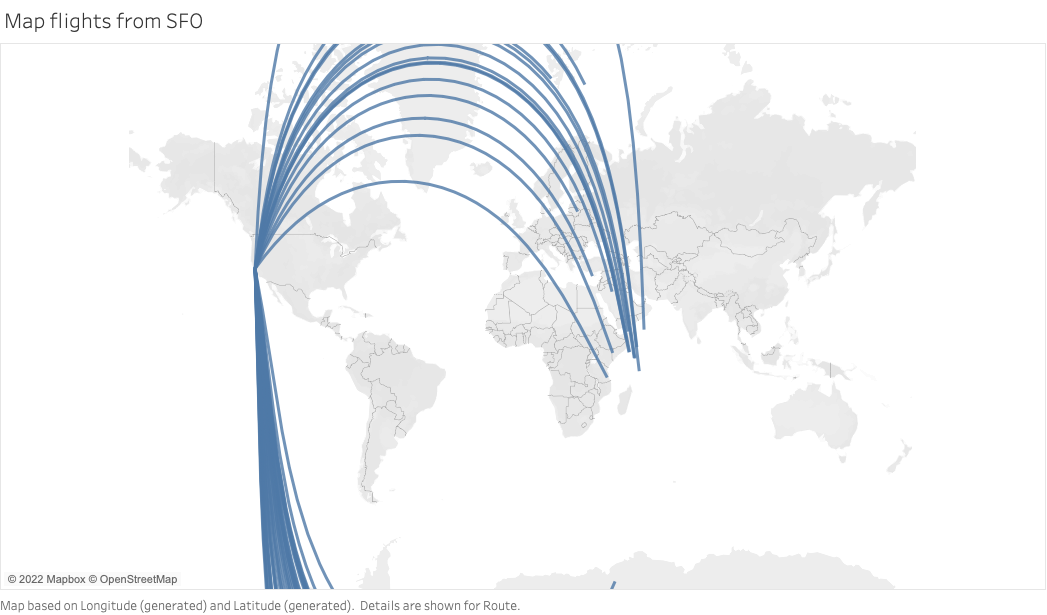 Map flights from SFO
© 2022 Mapbox © OpenStreetMap
Map based on Longitude (generated) and Latitude (generated).  Details are shown for Route.